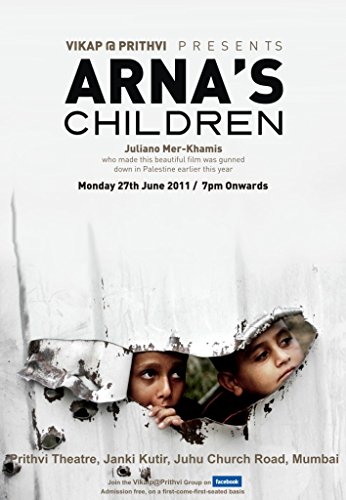 VIKAP @ PRITHVI PRESENTS
ARNA'S
CHILDREN
Juliano Mer-Khamis
who made this beautiful film was gunned
down in Palestine earlier this year
Monday 27th June 2011 / 7pm Onwards
Prithvi Theatre, Janki Kutir, Juhu Church Road, Mumbai
Join the Vikalp@Prithvi Group on facebook
Admission free, on a first-come-first-seated basis